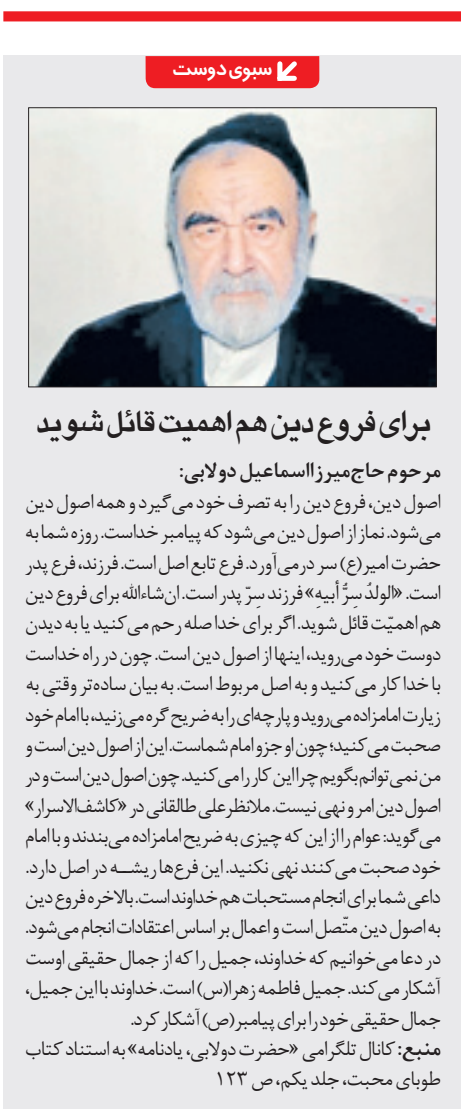 سبوی دوست
برای فروع دین هم اهمیت قائل شوید
مرحوم حاج‌میرزااسماعیل دولابی:
اصول دین، فروع دین را به تصرف خود می‌گیرد و همه اصول دین
می‌شود. نماز از اصول دین می‌شود که پیامبر خداست. روزه شما به
حضرت امیر(ع) سر درمی‌آورد. فرع تابع اصل است. فرزند، فرع پدر
است. «الولدُ سِرُّ أبیهِ» فرزند سِرّ پدر است. ان‌شاءالله برای فروع دین
هم اهمیّت قائل شوید. اگر برای خدا صله رحم می‌کنید یا به دیدن
دوست خود می‌روید، اینها از اصول دین است. چون در راه خداست
با خدا کار می‌کنید و به اصل مربوط است. به بیان ساده‌تر وقتی به
زیارت امامزاده می‌روید و پارچه‌ای را به ضریح گره می‌زنید، با امام خود
صحبت می‌کنید؛ چون او جزو امام شماست. این از اصول دین است و
من نمی‌توانم بگویم چرا این کار را می‌کنید. چون اصول دین است و در
اصول دین امر و نهی نیست. ملانظرعلی طالقانی در «کاشف‌الاسرار»
می‌گوید: عوام را از این که چیزی به ضریح امامزاده می‌بندند و با امام
خود صحبت می‌کنند نهی نکنید. این فرع‌ها ریشه در اصل دارد.
داعی شما برای انجام مستحبات هم خداوند است. بالاخره فروع دین
به اصول دین متّصل است و اعمال بر اساس اعتقادات انجام می‌شود.
در دعا می‌خوانیم که خداوند، جمیل را که از جمال حقیقی اوست
آشکار می‌کند. جمیل فاطمه زهرا(س) است. خداوند با این جمیل،
جمال حقیقی خود را برای پیامبر(ص) آشکار کرد.
منبع: کانال تلگرامی «حضرت دولابی، یادنامه» به استناد کتاب
طوبای محبت، جلد یکم، ص ۱۲۳